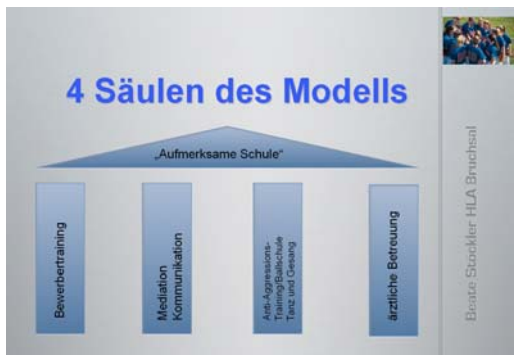 4 Säulen des Modells
„Aufmerksame Schule"
Bewerbertraining
Mediation
Kommunikation
Anti-Aggressions-
Training/Ballschule
Tanz und Gesang
ärztliche Betreuung
Beate Stockler HLA Bruchsal